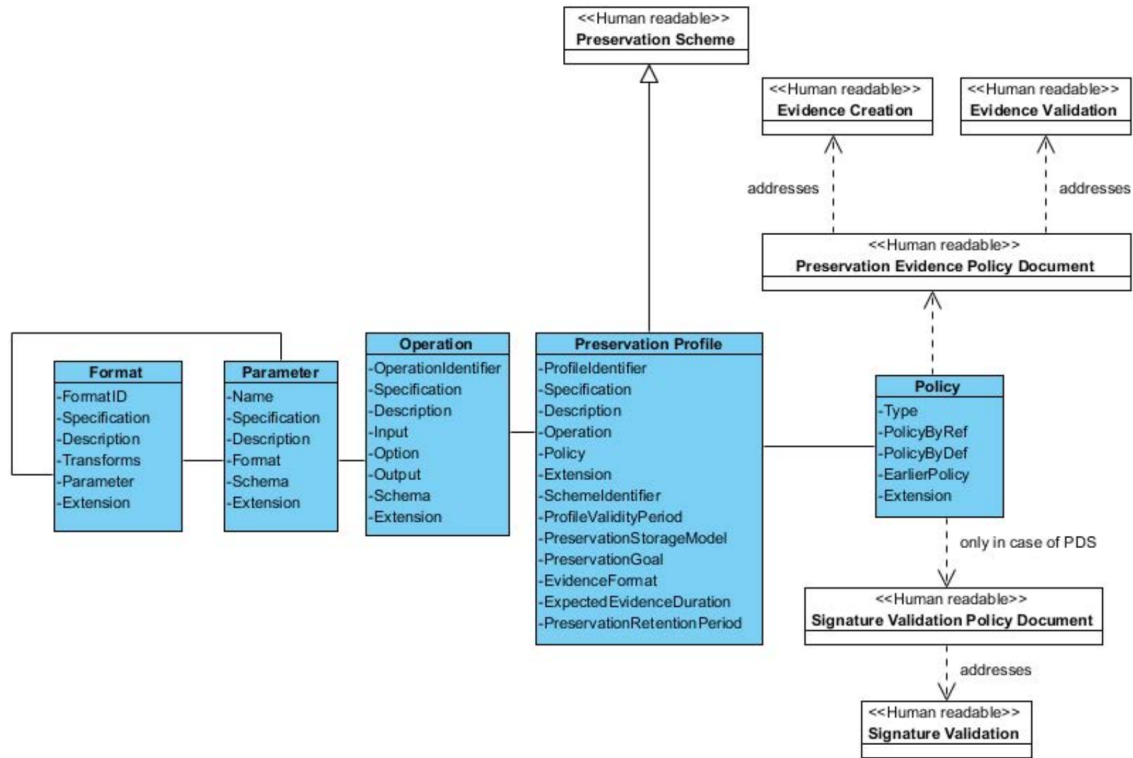 <<Human readable>>
Preservation Scheme
<<Human readable>>
Evidence Creation
<<Human readable>>
Evidence Validation
addresses
addresses
<<Human readable>>
Preservation Evidence Policy Document
Format
-FormatID
-Specification
-Description
-Transforms
-Parameter
-Extension
Parameter
-Name
-Specification
-Description
-Format
-Schema
-Extension
Operation
-OperationIdentifier
-Specification
-Description
-Input
-Option
-Output
-Schema
-Extension
Preservation Profile
-ProfileIdentifier
-Specification
-Description
-Operation
-Policy
-Extension
-SchemeIdentifier
-ProfileValidityPeriod
-PreservationStorageModel
-PreservationGoal
-EvidenceFormat
-ExpectedEvidenceDuration
-PreservationRetentionPeriod
Policy
-Type
-PolicyByRef
-PolicyByDef
-EarlierPolicy
-Extension
only in case of PDS
<<Human readable>>
Signature Validation Policy Document
addresses
<<Human readable>>
Signature Validation